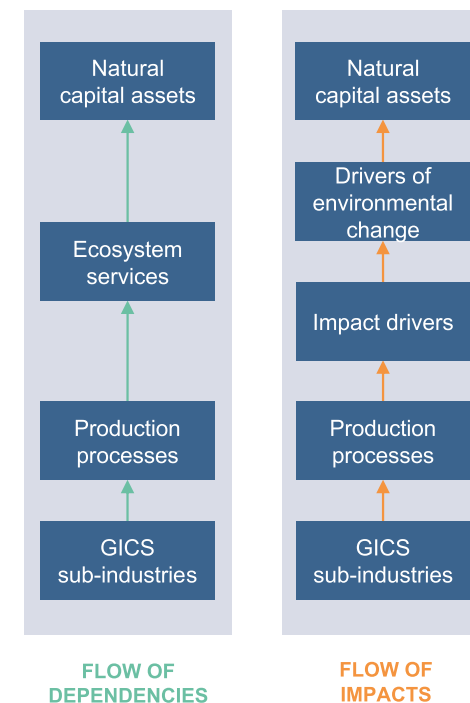 Natural
capital assets
Ecosystem
services
Production
processes
GICS
sub-industries
FLOW OF
DEPENDENCIES
Natural
capital assets
Drivers of
environmental
change
Impact drivers
Production
processes
GICS
sub-industries
FLOW OF
IMPACTS